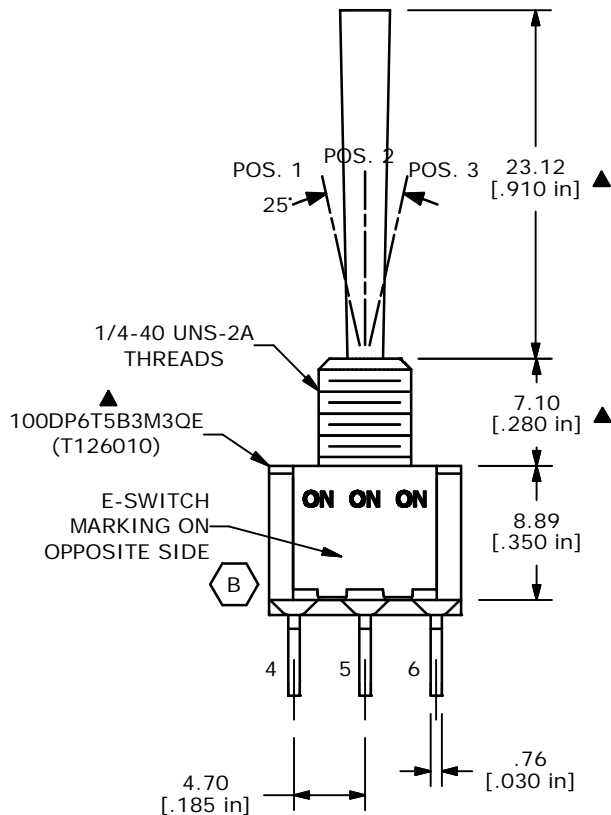 POS. 1
POS. 2
POS. 3
25°
23.12
[.910 in] ▲
1/4-40 UNS-2A
THREADS
▲
100DP6T5B3M3QE
(T126010)
7.10
[.280 in] ▲
ON ON ON
E-SWITCH
MARKING ON
OPPOSITE SIDE
B
8.89
[.350 in]
4
5
6
4.70
[.185 in]
.76
[.030 in]